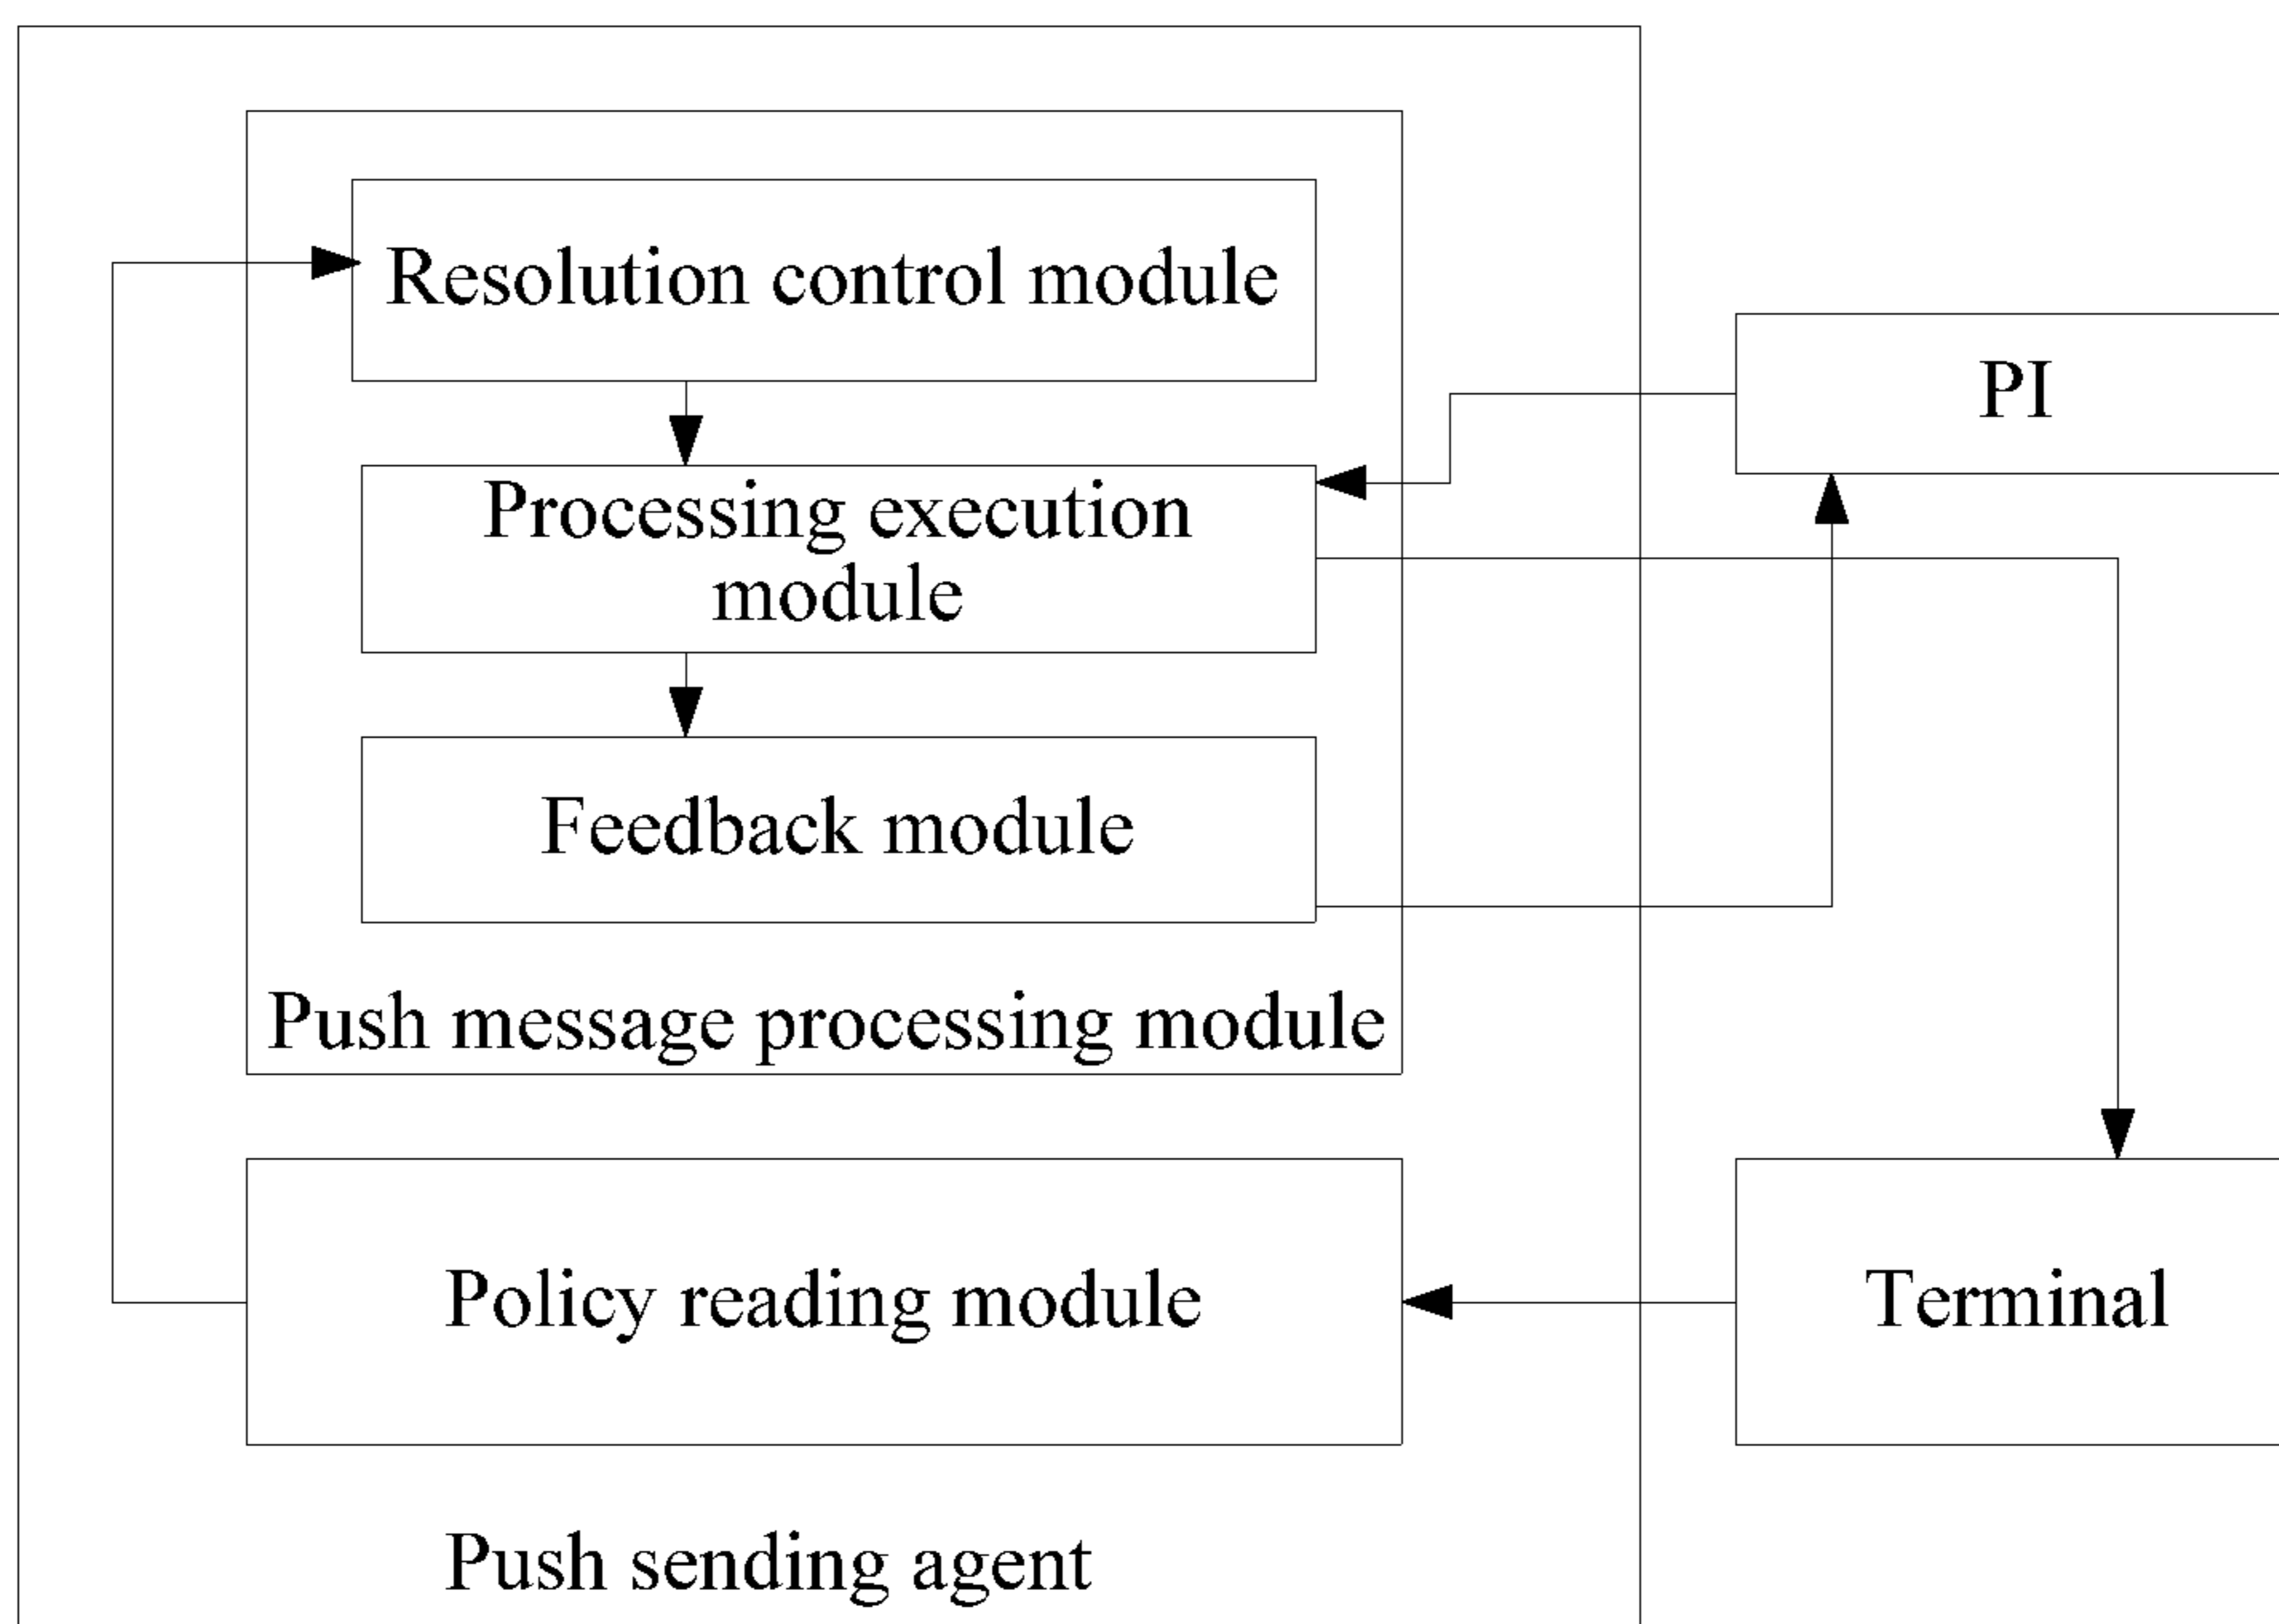 Resolution control module
PI
Processing execution
module
Feedback module
Push message processing module
Policy reading module
Terminal
Push sending agent